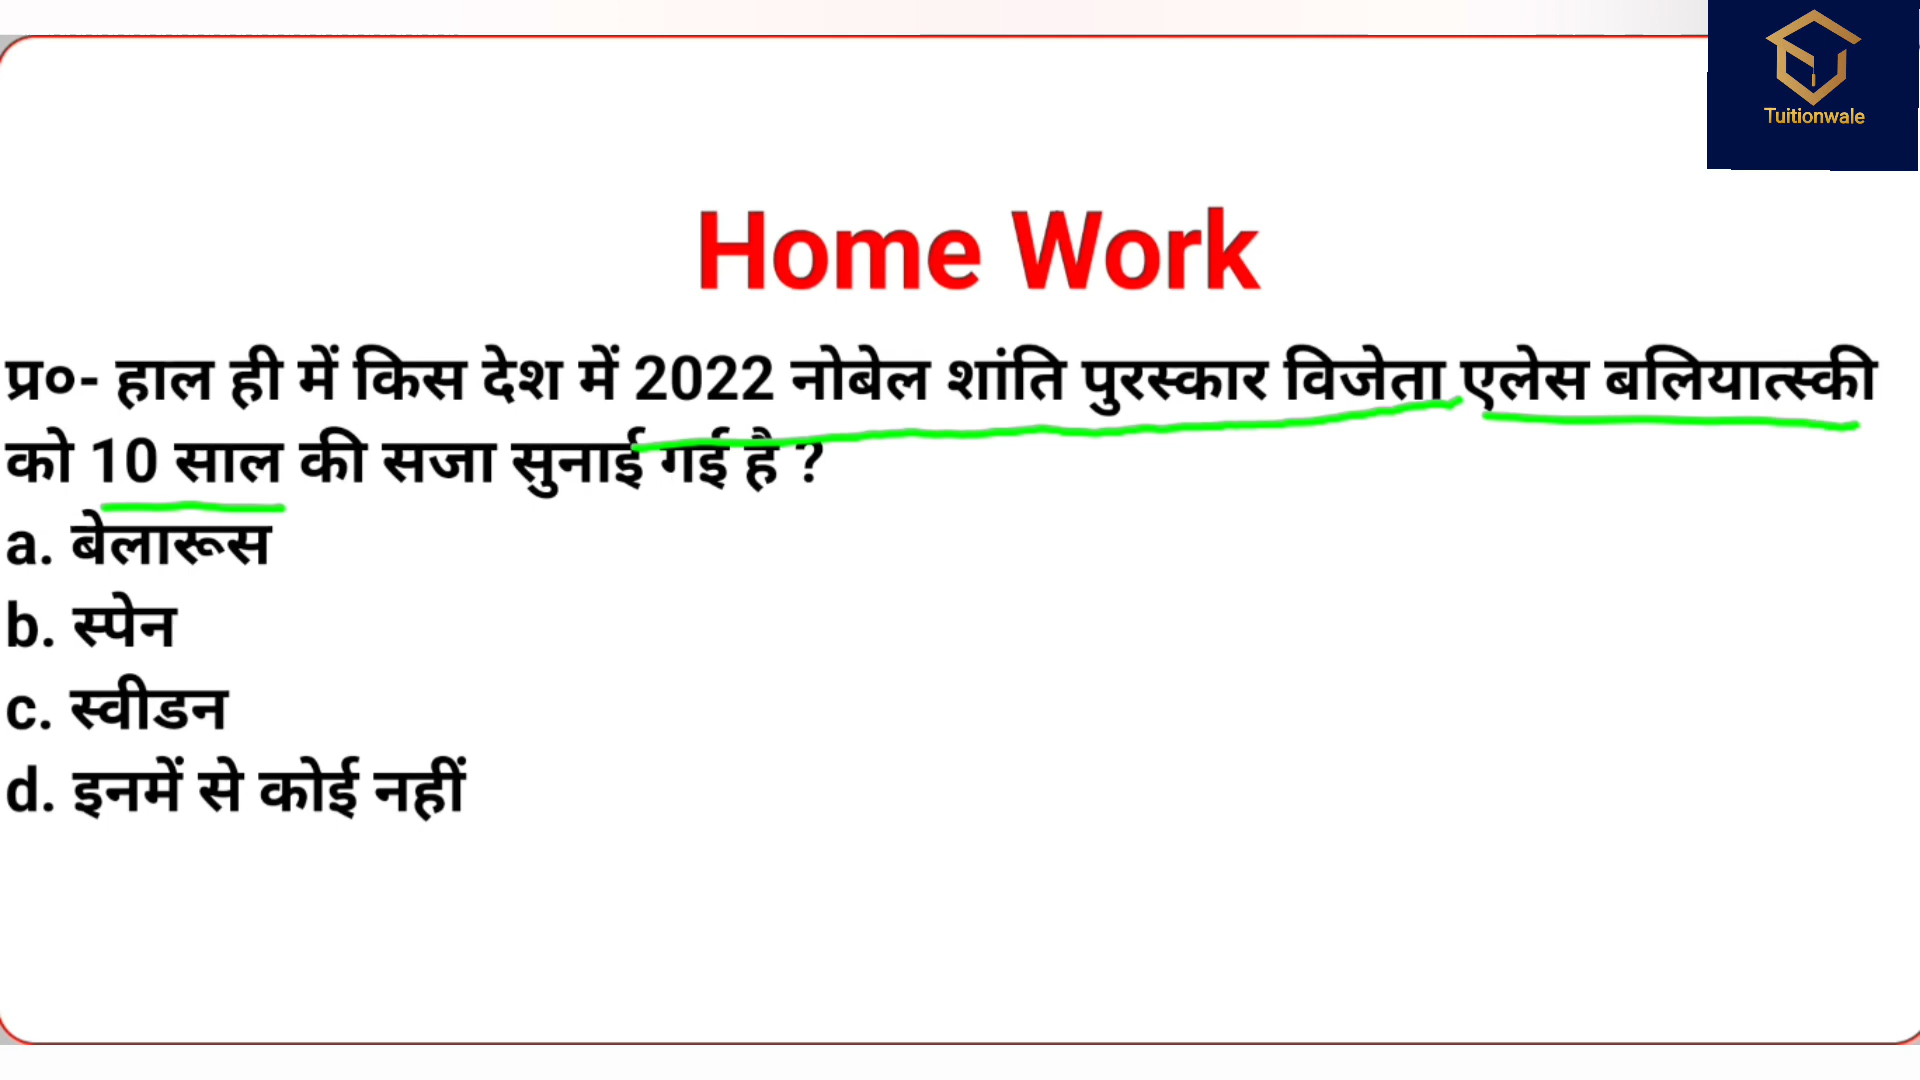 Tuitionwale
Home Work
प्र०- हाल ही में किस देश में 2022 नोबेल शांति पुरस्कार विजेता एलेस बलियात्स्की
को 10 साल की सजा सुनाई गई है ?
a. बेलारूस
b. स्पेन
c. स्वीडन
d. इनमें से कोई नहीं